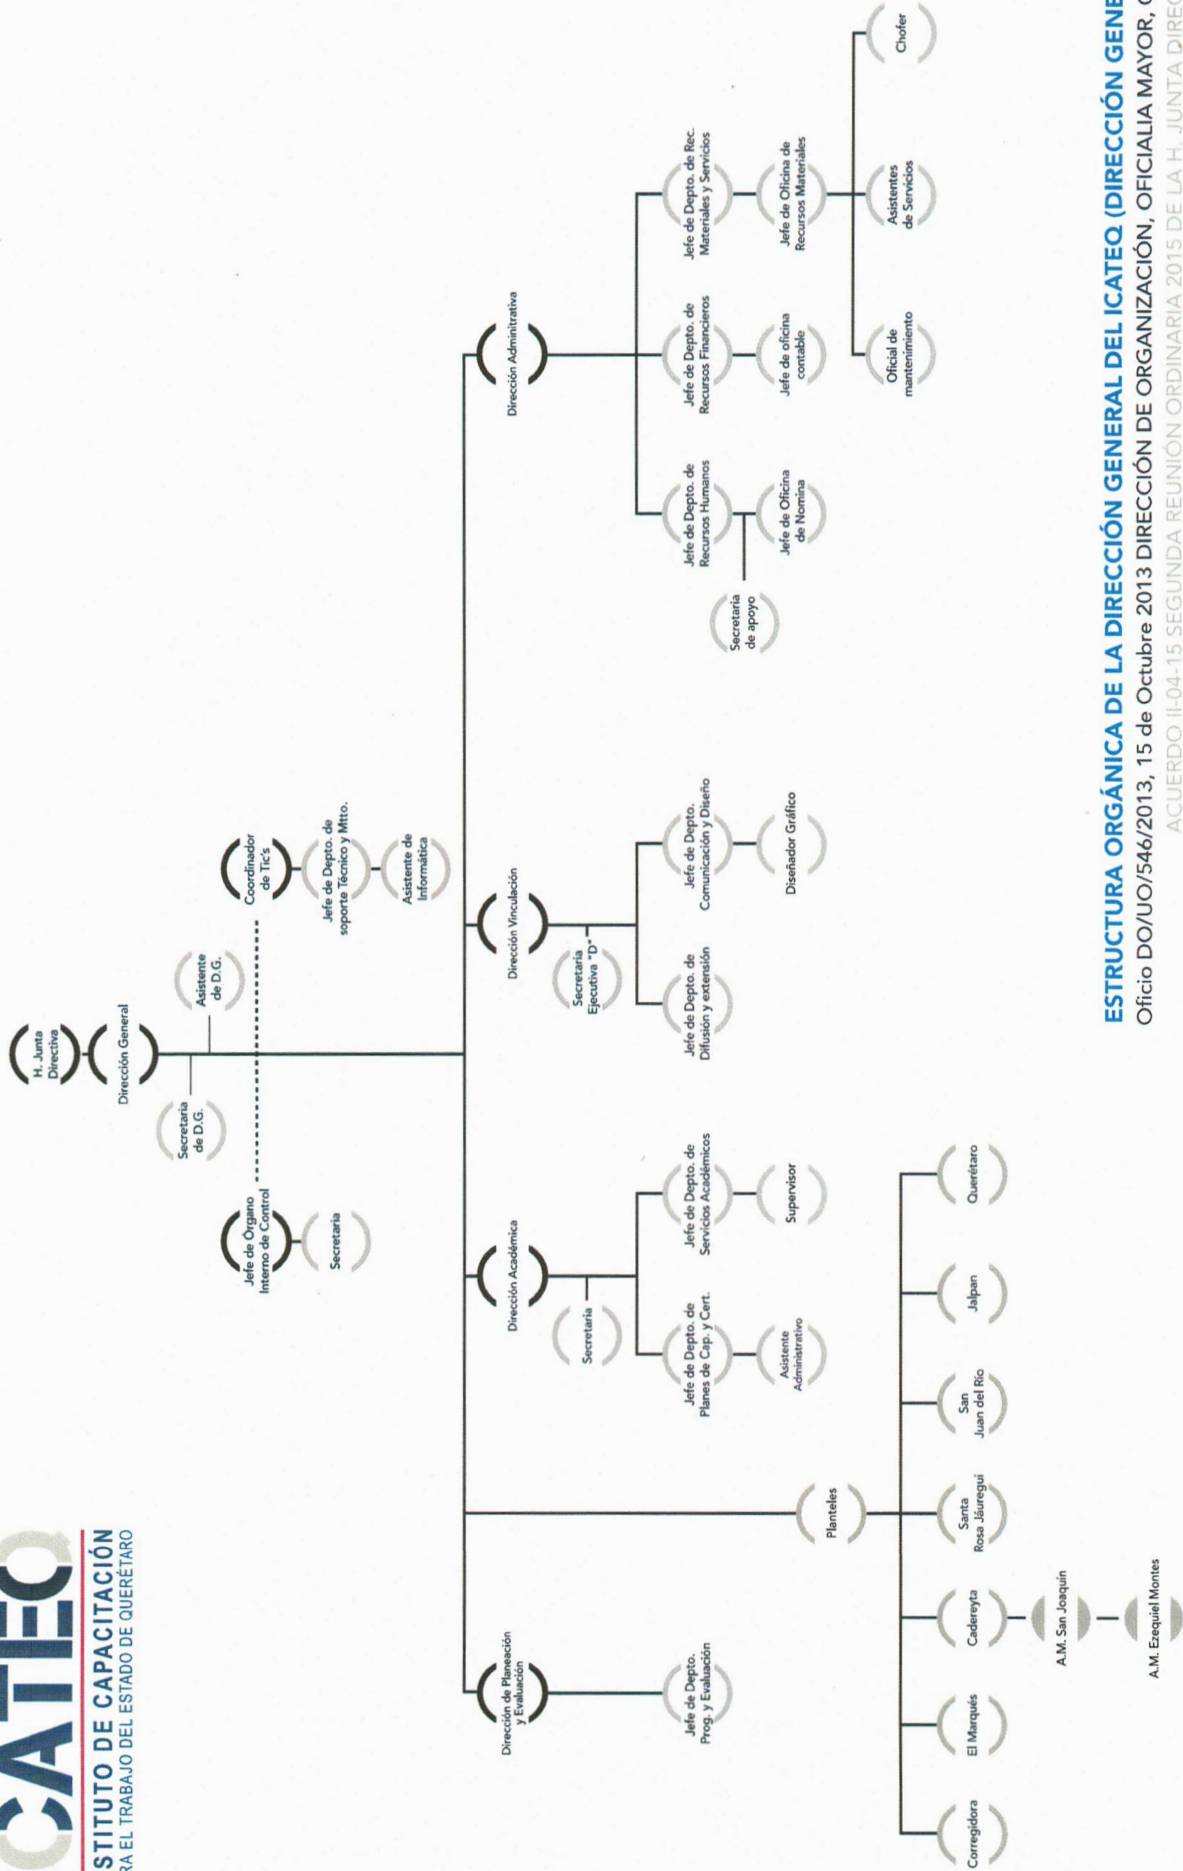 CATEQ
STITUTO DE CAPACITACIÓN
RA EL TRABAJO DEL ESTADO DE QUERÉTARO
H. Junta
Directiva
Dirección General
Secretaria
de D.G.
Asistente
de D.G.
Jefe de Órgano
Interno de Control
Secretaria
Coordinador
de Tic's
Jefe de Depto. de
soporte Técnico y Mtto.
Asistente de
Informática
Dirección de Planeación
y Evaluación
Jefe de Depto.
Prog. y Evaluación
Dirección Académica
Secretaria
Jefe de Depto. de
Planes de Cap. y Cert.
Asistente
Administrativo
Jefe de Depto. de
Servicios Académicos
Supervisor
Dirección Vinculación
Secretaria
Ejecutiva "D"
Jefe de Depto. de
Difusión y extensión
Jefe de Depto.
Comunicación y Diseño
Diseñador Gráfico
Dirección Adminitrativa
Jefe de Depto. de
Recursos Humanos
Secretaria
de apoyo
Jefe de Oficina
de Nomina
Jefe de Depto. de
Recursos Financieros
Jefe de oficina
contable
Jefe de Depto. de Rec.
Materiales y Servicios
Jefe de Oficina de
Recursos Materiales
Oficial de
mantenimiento
Asistentes
de Servicios
Chofer
Planteles
Corregidora
El Marqués
Cadereyta
Santa
Rosa Jáuregui
San
Juan del Río
Jalpan
Querétaro
A.M. San Joaquín
A.M. Ezequiel Montes
ESTRUCTURA ORGÁNICA DE LA DIRECCIÓN GENERAL DEL ICATEQ (DIRECCIÓN GENE
Oficio DO/UO/546/2013, 15 de Octubre 2013 DIRECCIÓN DE ORGANIZACIÓN, OFICIALIA MAYOR,
ACUERDO II-04-15 SEGUNDA REUNIÓN ORDINARIA 2015 DE LA H. JUNTA DIREC